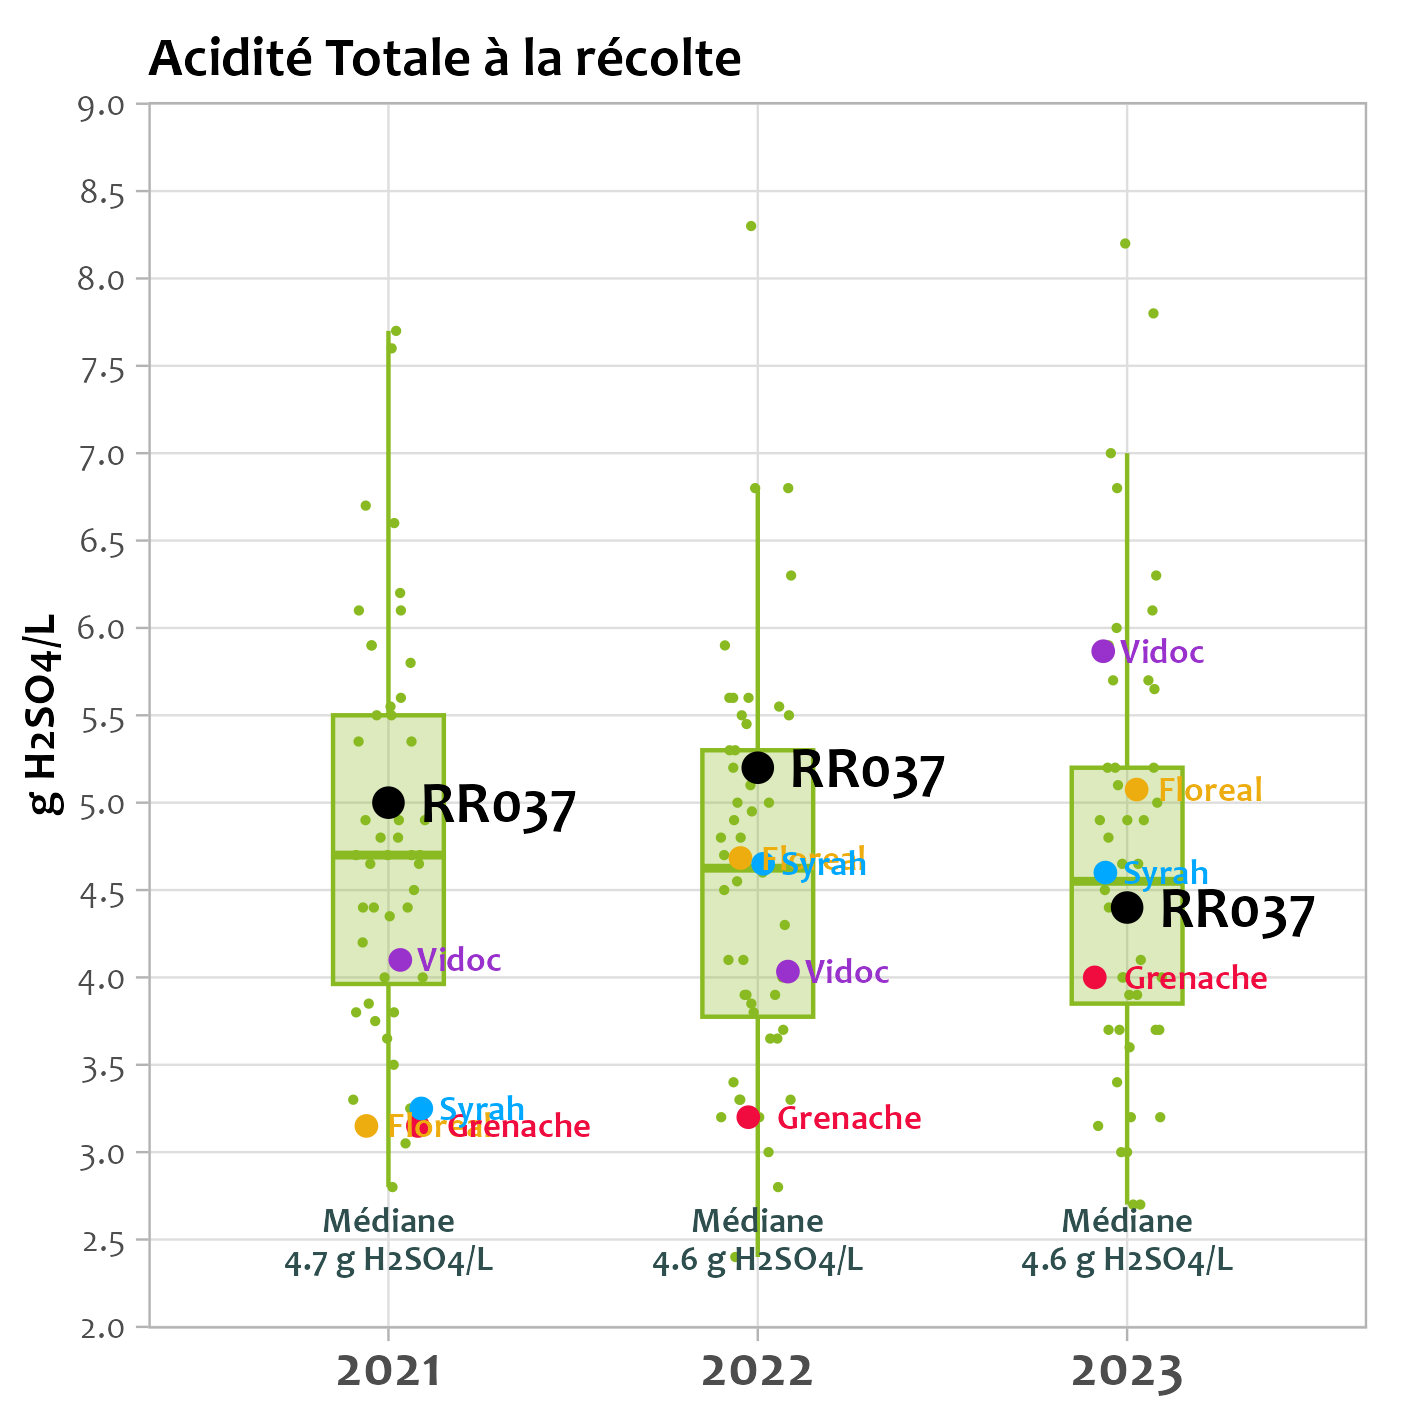 Acidité Totale à la récolte
g H2SO4/L
9.0
8.5
8.0
7.5
7.0
6.5
6.0
5.5
5.0
4.5
4.0
3.5
3.0
2.5
2.0
RR037
Vidoc
Syrah
Floreal
Grenache
Médiane
4.7 g H2SO4/L
RR037
Floreal
Syrah
Vidoc
Grenache
Médiane
4.6 g H2SO4/L
Vidoc
Floreal
Syrah
RR037
Grenache
Médiane
4.6 g H2SO4/L
2021
2022
2023